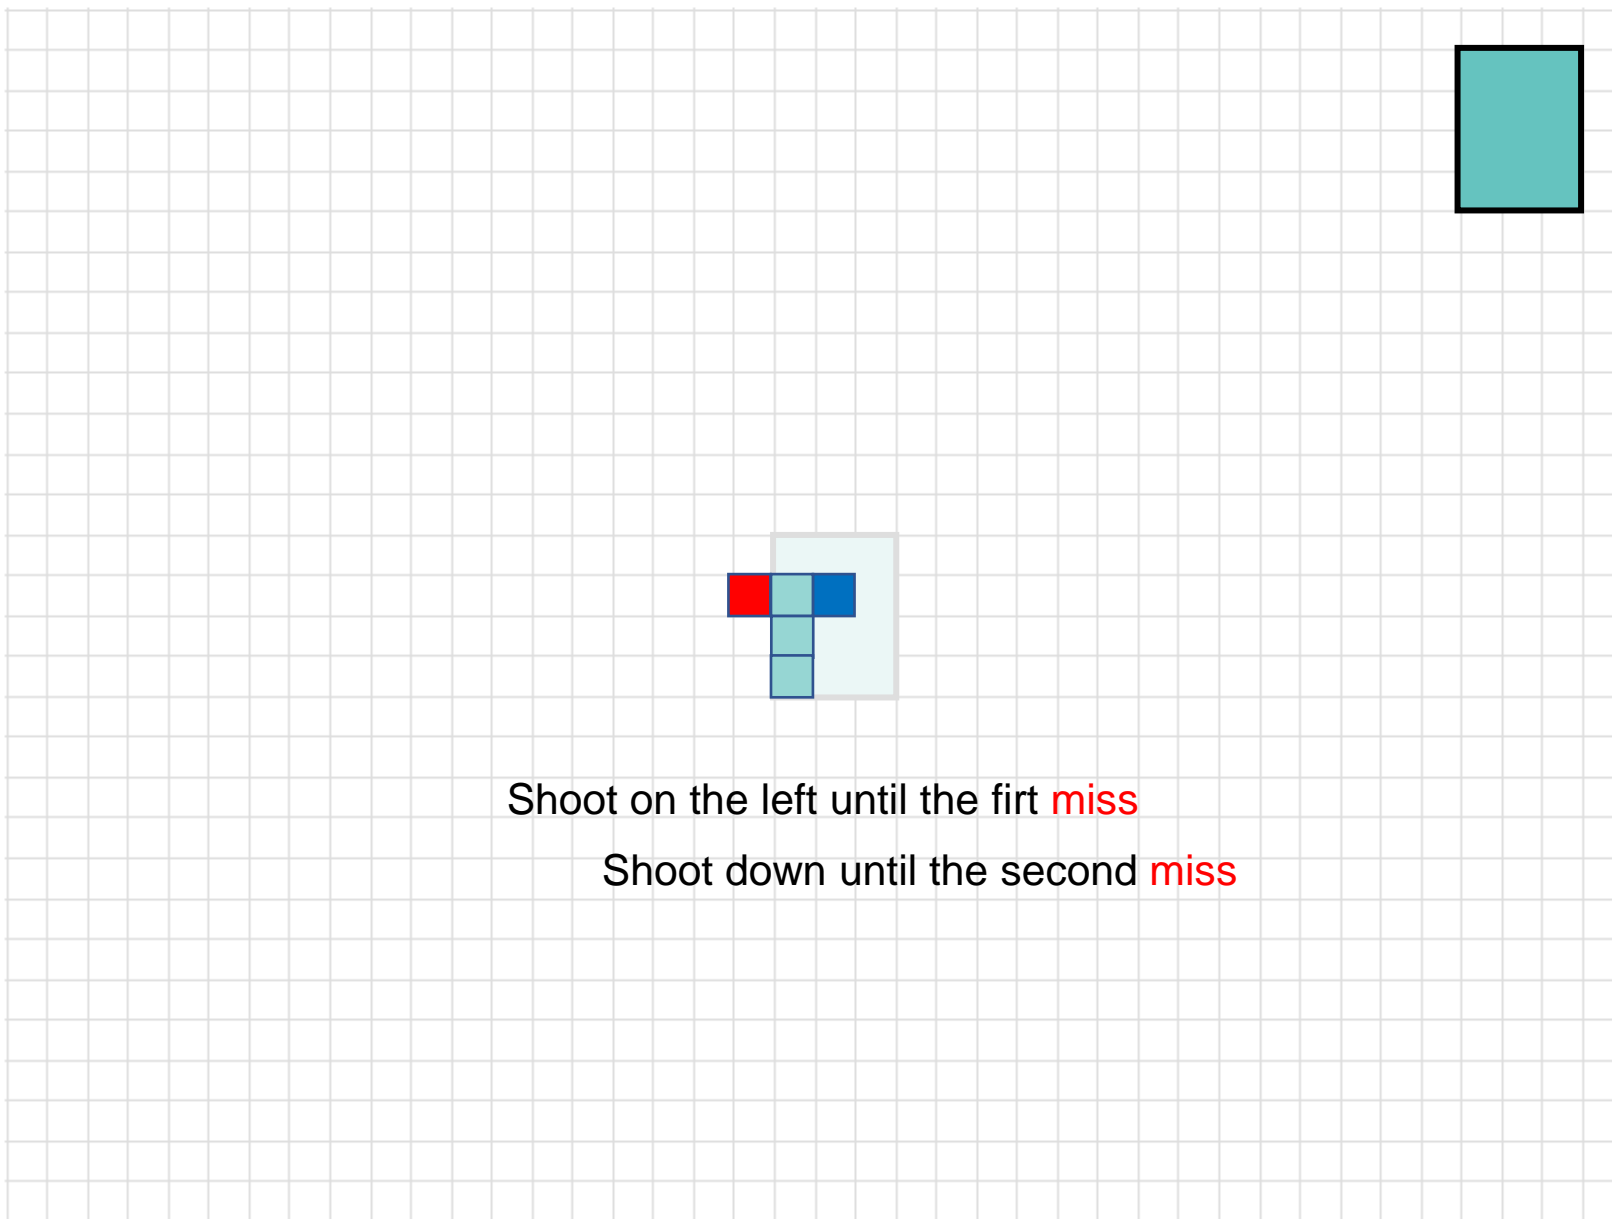 Shoot on the left until the firt miss
Shoot down until the second miss